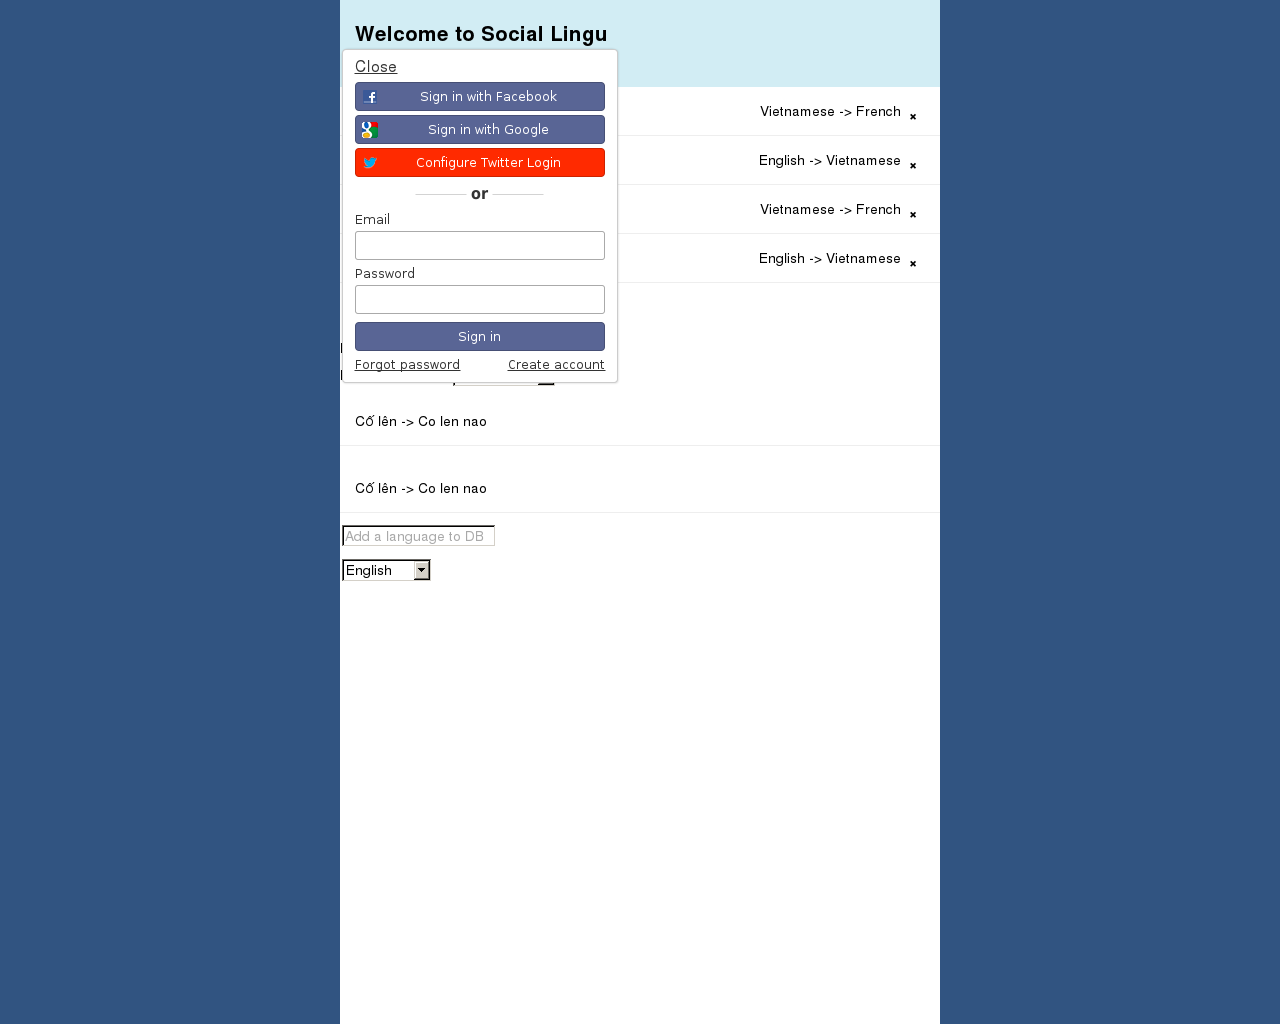 Welcome to Social Lingu
Close
Sign in with Facebook
Sign in with Google
Configure Twitter Login
or
Email
Password
Sign in
Forgot password Create account
Vietnamese -> French ×
English -> Vietnamese ×
Vietnamese -> French ×
English -> Vietnamese ×
Cố lên -> Co len nao
Cố lên -> Co len nao
Add a language to DB
English